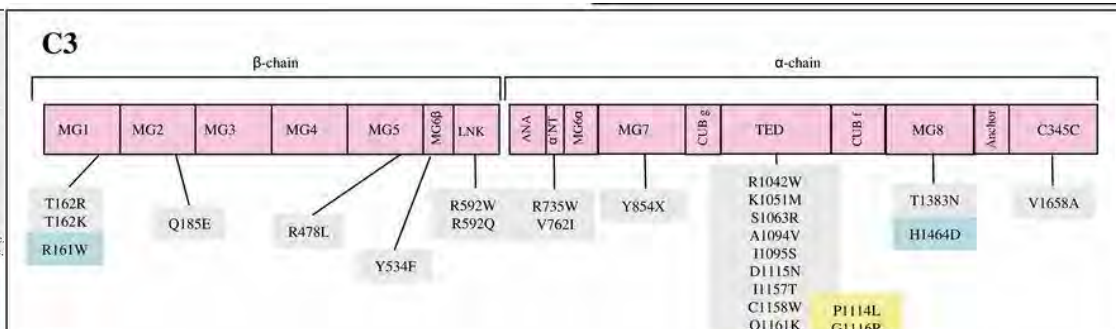 C3
β-chain
α-chain
MG1
MG2
MG3
MG4
MG5
MG6β
LNK
ANA
α'NT
MG6α
MG7
CUB g
TED
CUB f
MG8
Anchor
C345C
T162R
T162K
R161W
Q185E
R478L
Y534F
R592W
R592Q
R735W
V762I
Y854X
R1042W
K1051M
S1063R
A1094V
I1095S
D1115N
I1157T
C1158W
Q1161K
P1114L
G1116R
T1383N
H1464D
V1658A